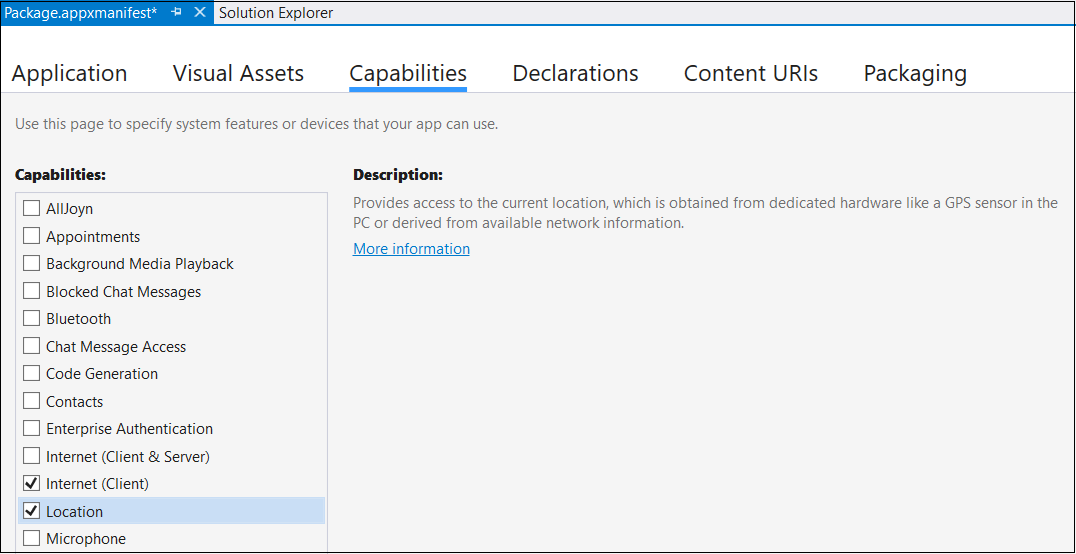 Package.appxmanifest* Solution Explorer
Application Visual Assets Capabilities Declarations Content URIs Packaging
Use this page to specify system features or devices that your app can use.
Capabilities:
AllJoyn
Appointments
Background Media Playback
Blocked Chat Messages
Bluetooth
Chat Message Access
Code Generation
Contacts
Enterprise Authentication
Internet (Client & Server)
Internet (Client)
Location
Microphone
Description:
Provides access to the current location, which is obtained from dedicated hardware like a GPS sensor in the
PC or derived from available network information.
More information